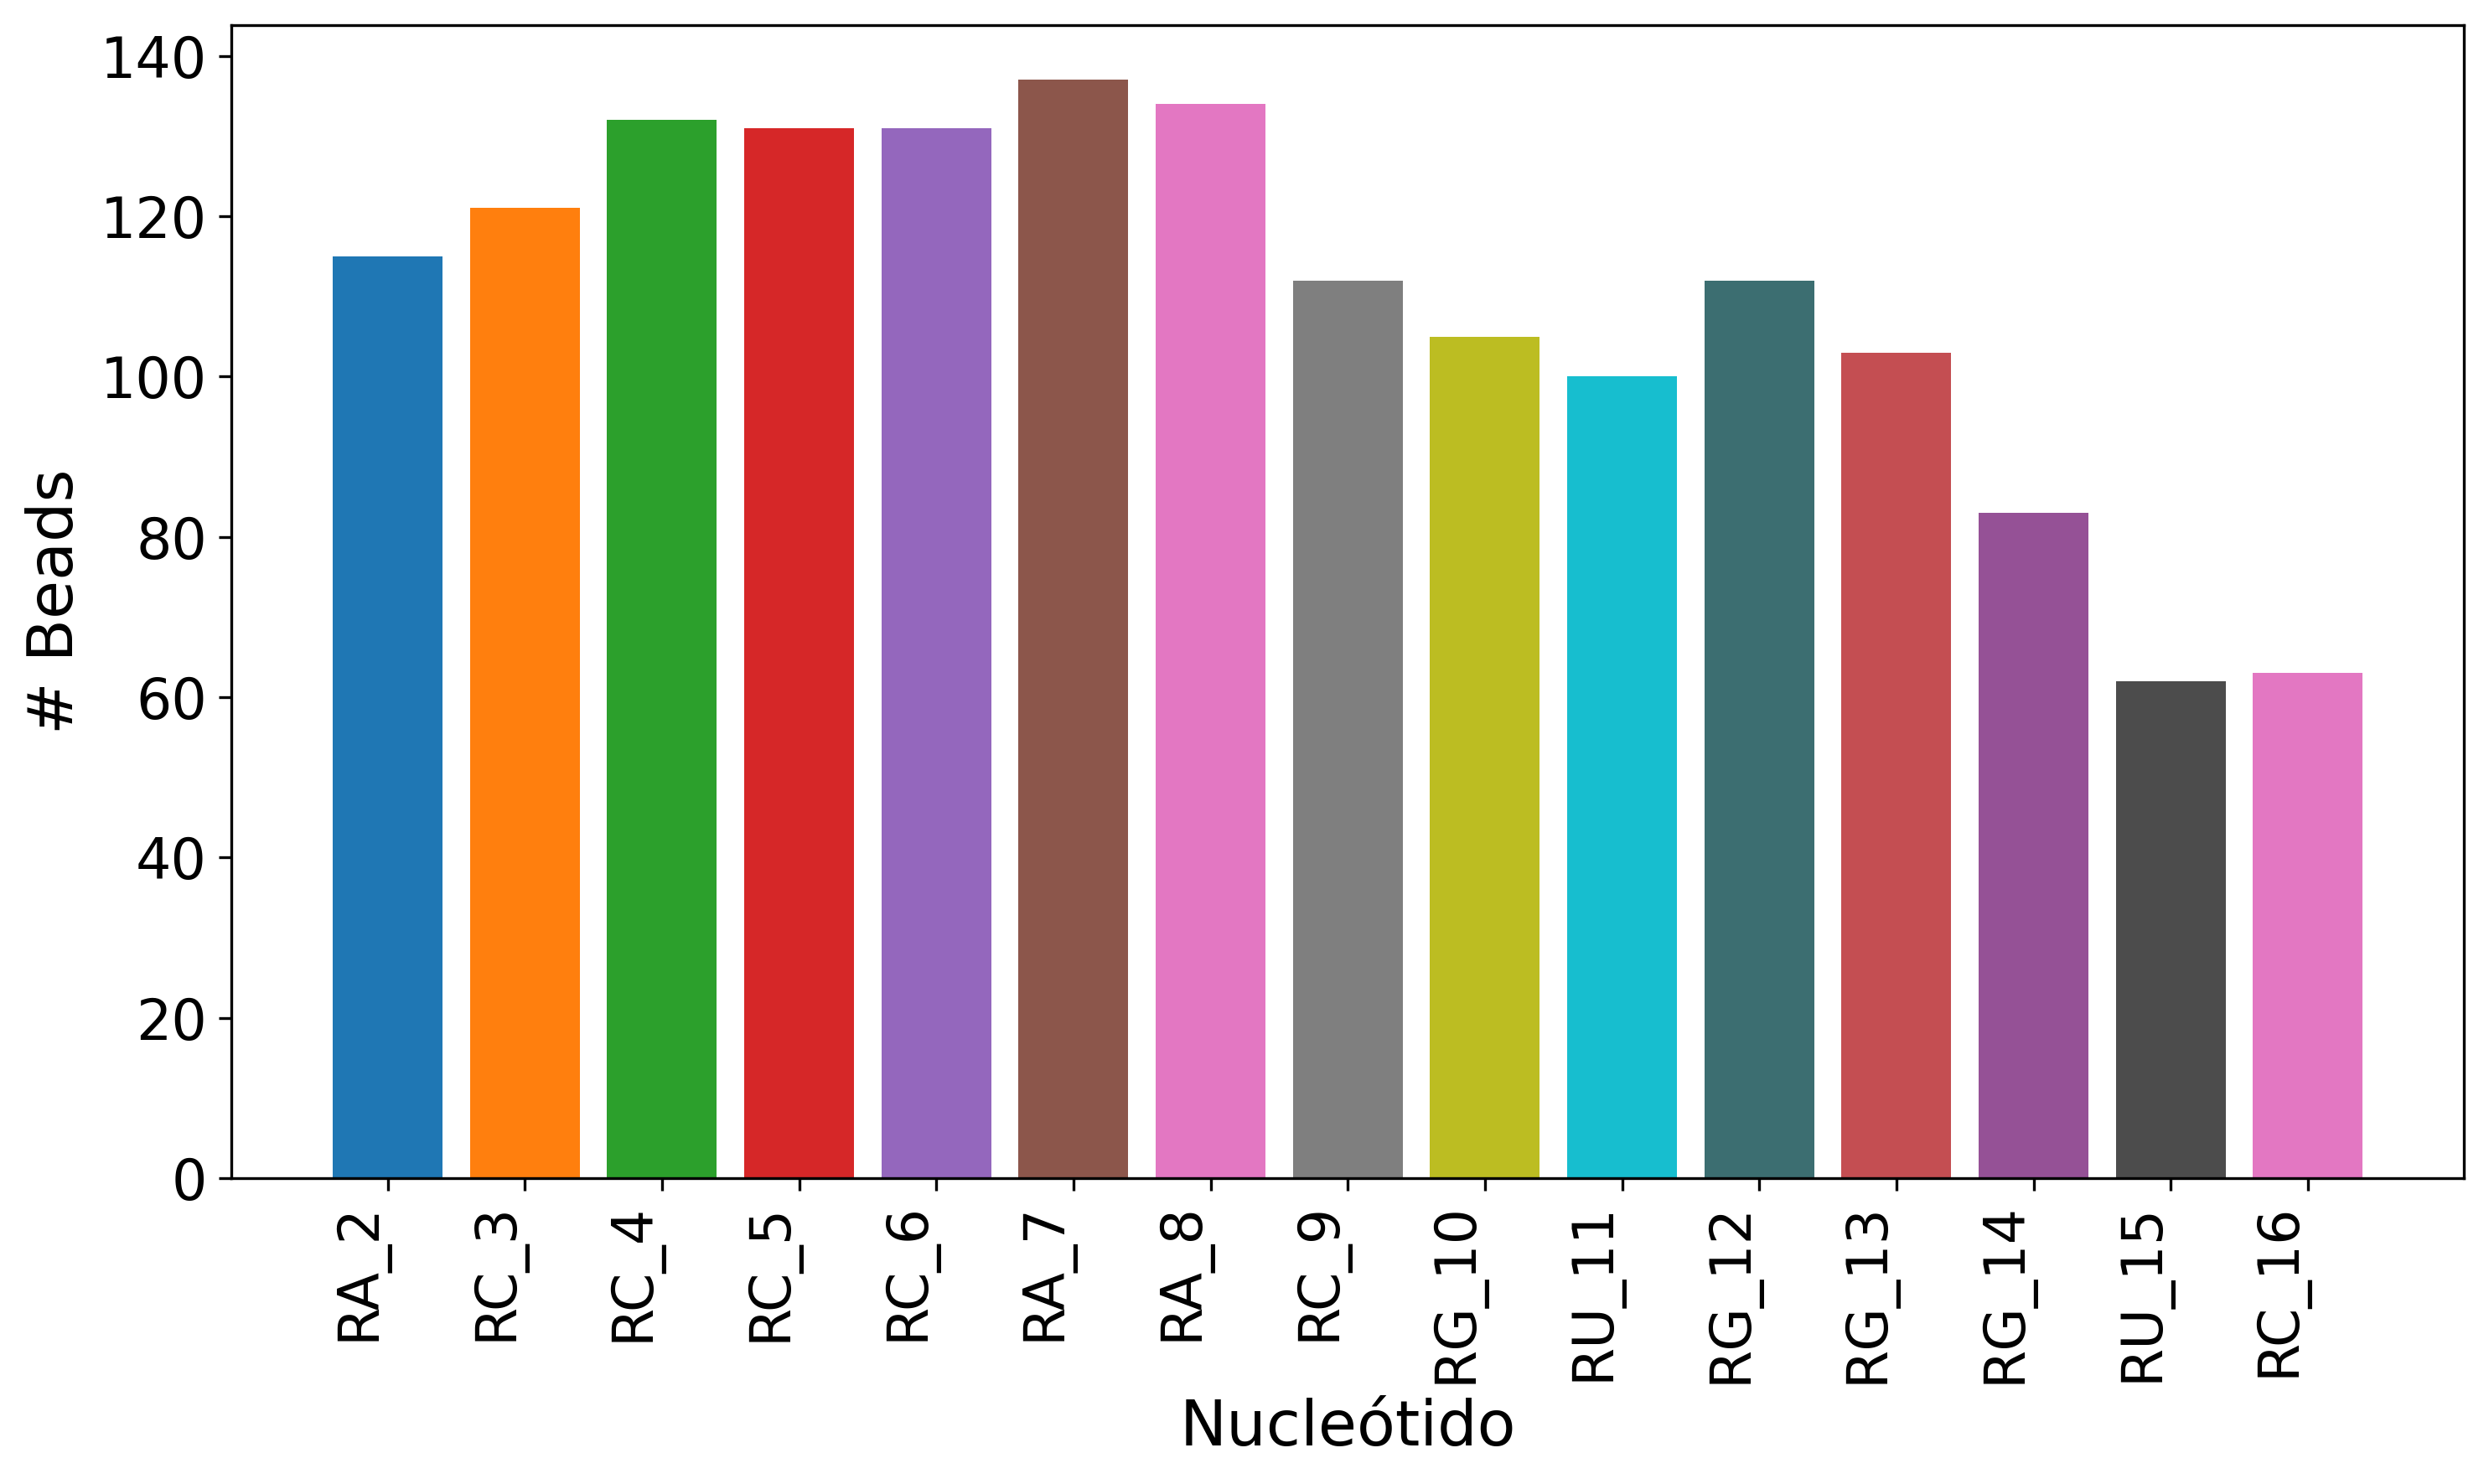 140
120
100
80
60
40
20
0
# Beads
RA_2
RC_3
RC_4
RC_5
RC_6
RA_7
RA_8
RC_9
RG_10
RU_11
RG_12
RG_13
RG_14
RU_15
RC_16
Nucleótido